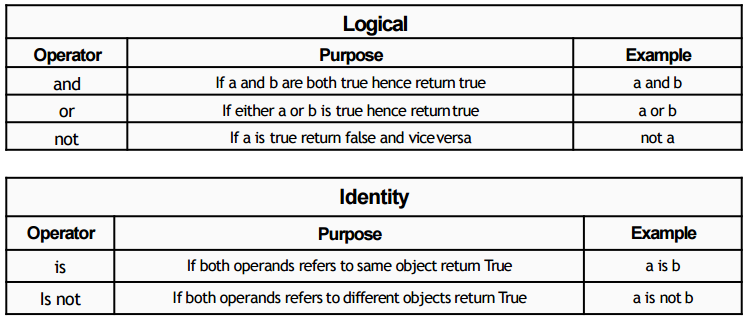 Logical
Operator Purpose Example
and If a and b are both true hence return true a and b
or If either a or b is true hence return true a or b
not If a is true return false and vice versa not a
Identity
Operator Purpose Example
is If both operands refers to same object return True a is b
Is not If both operands refers to different objects return True a is not b